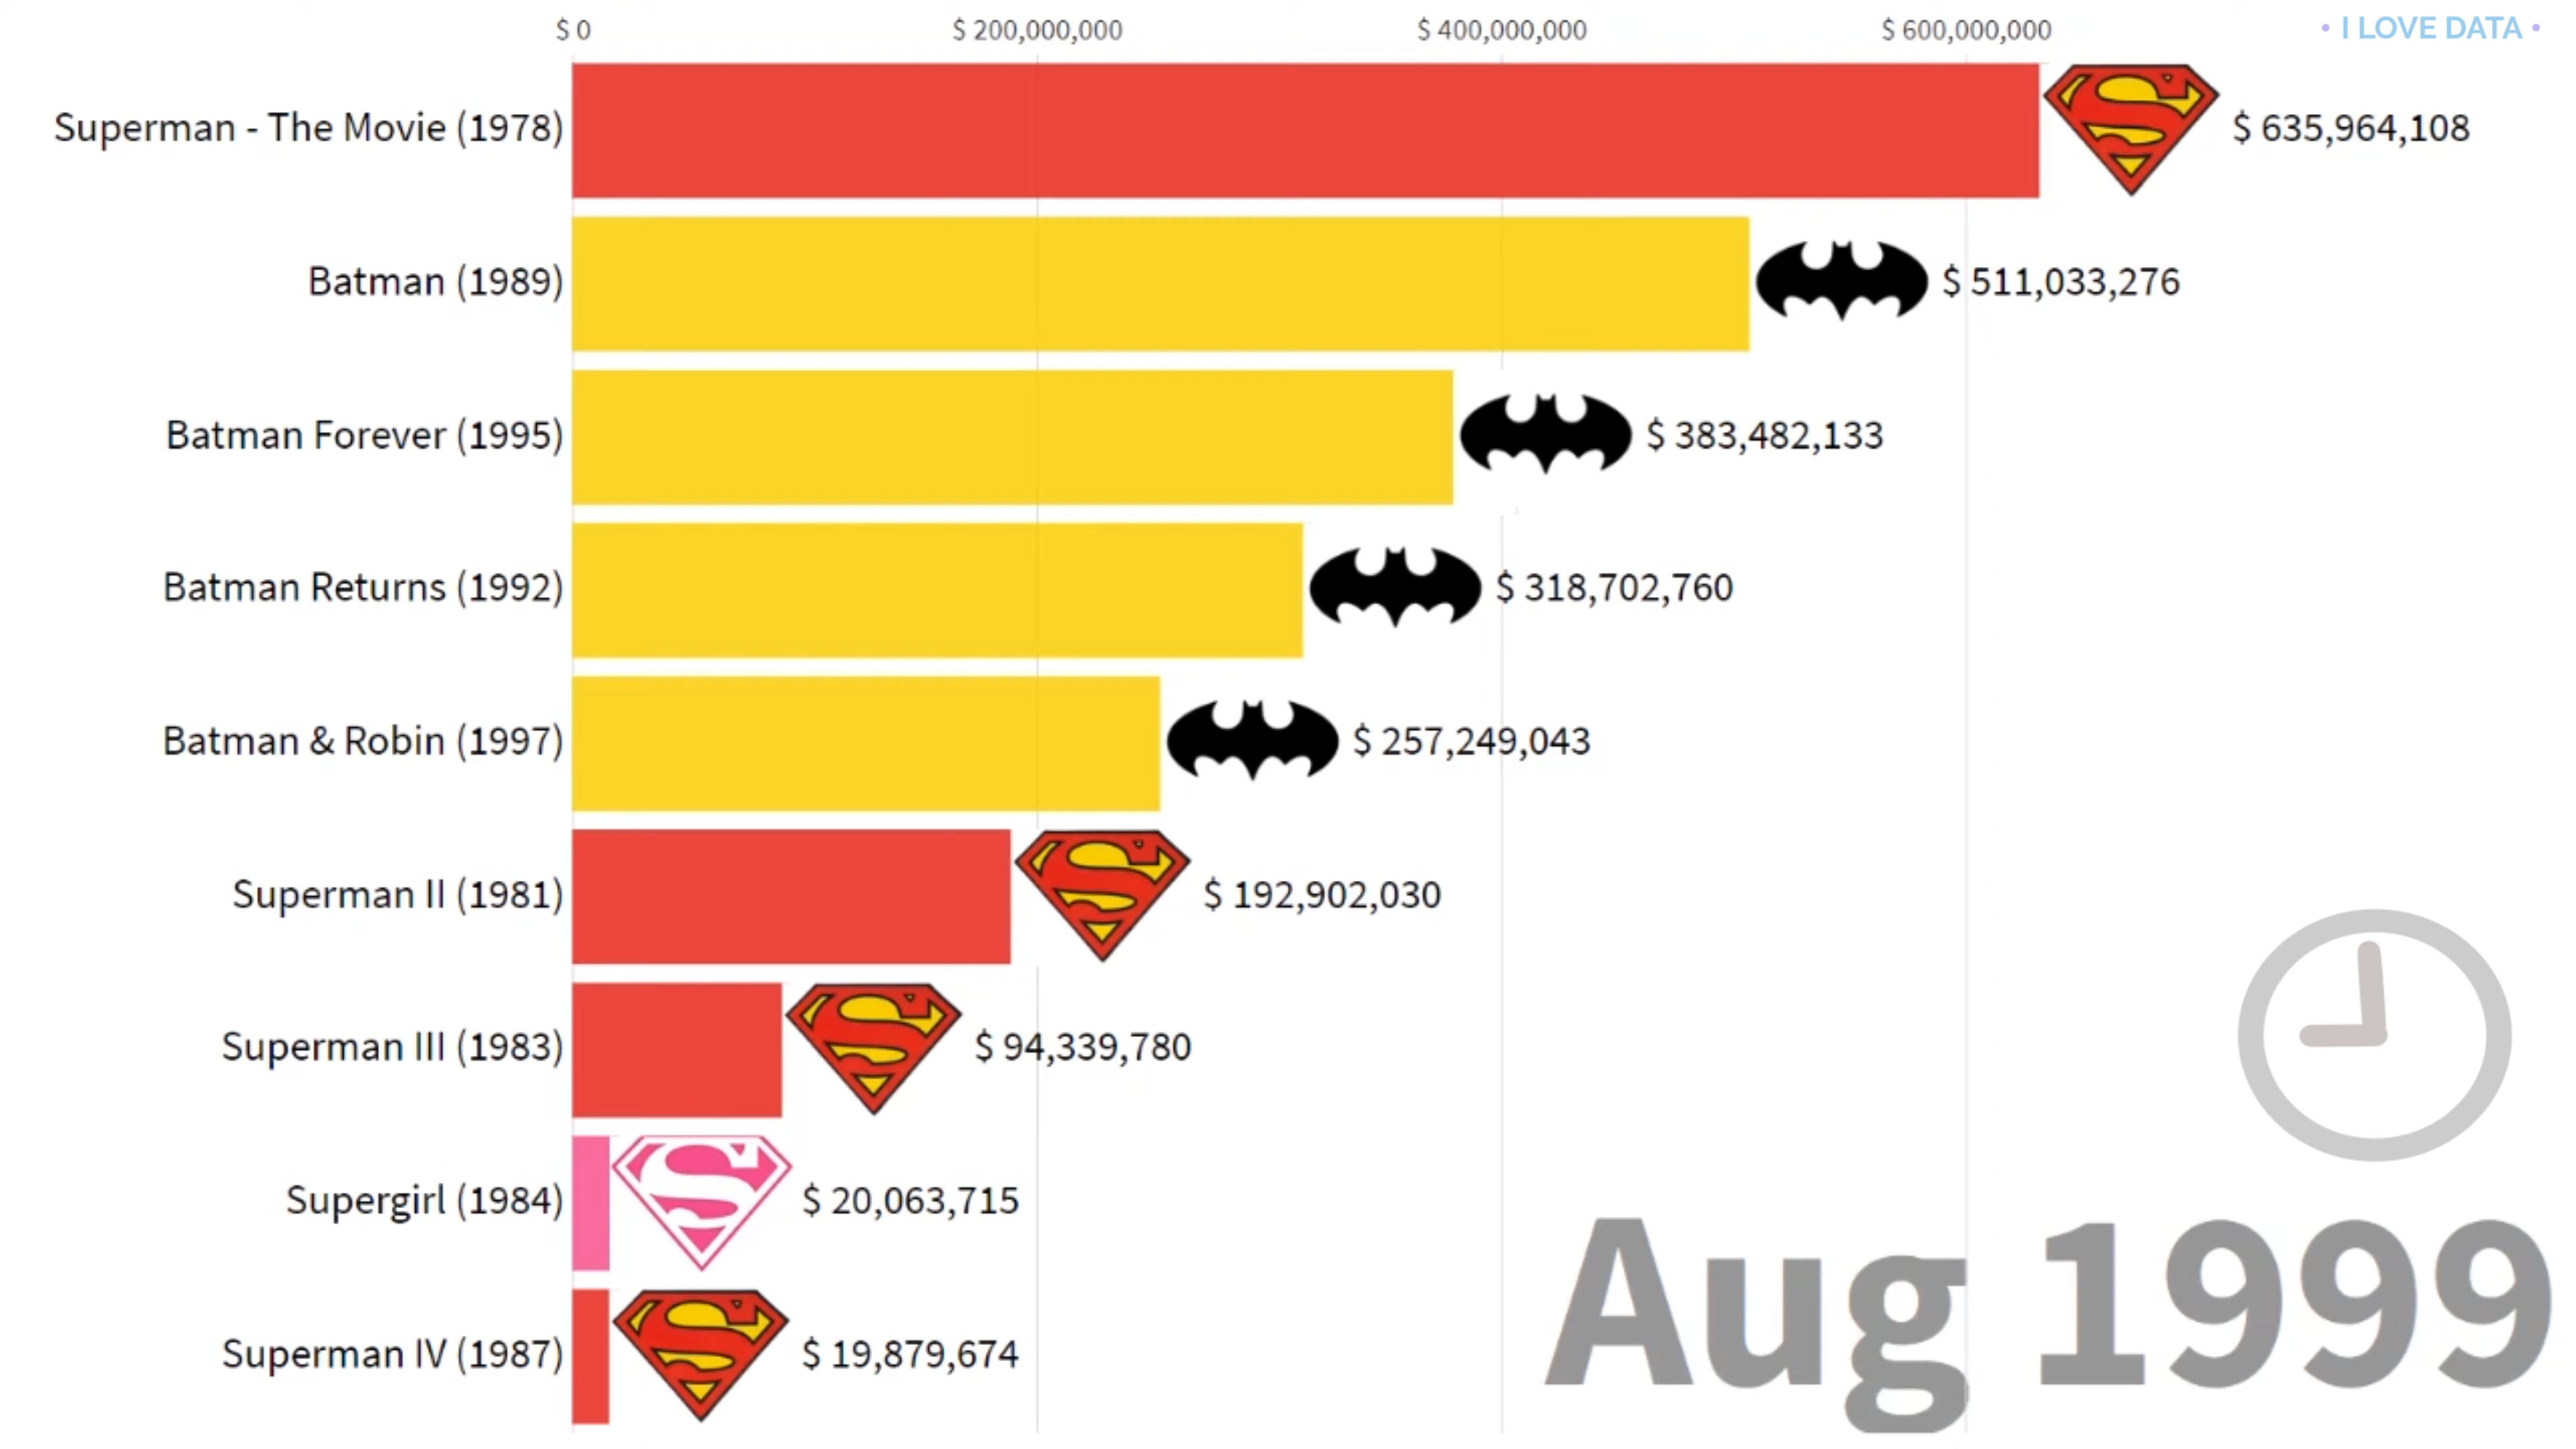 $ 0 $ 200,000,000 $ 400,000,000 $ 600,000,000
• I LOVE DATA •
Superman - The Movie (1978) $ 635,964,108
Batman (1989) $ 511,033,276
Batman Forever (1995) $ 383,482,133
Batman Returns (1992) $ 318,702,760
Batman & Robin (1997) $ 257,249,043
Superman II (1981) $ 192,902,030
Superman III (1983) $ 94,339,780
Supergirl (1984) $ 20,063,715
Superman IV (1987) $ 19,879,674
Aug 1999